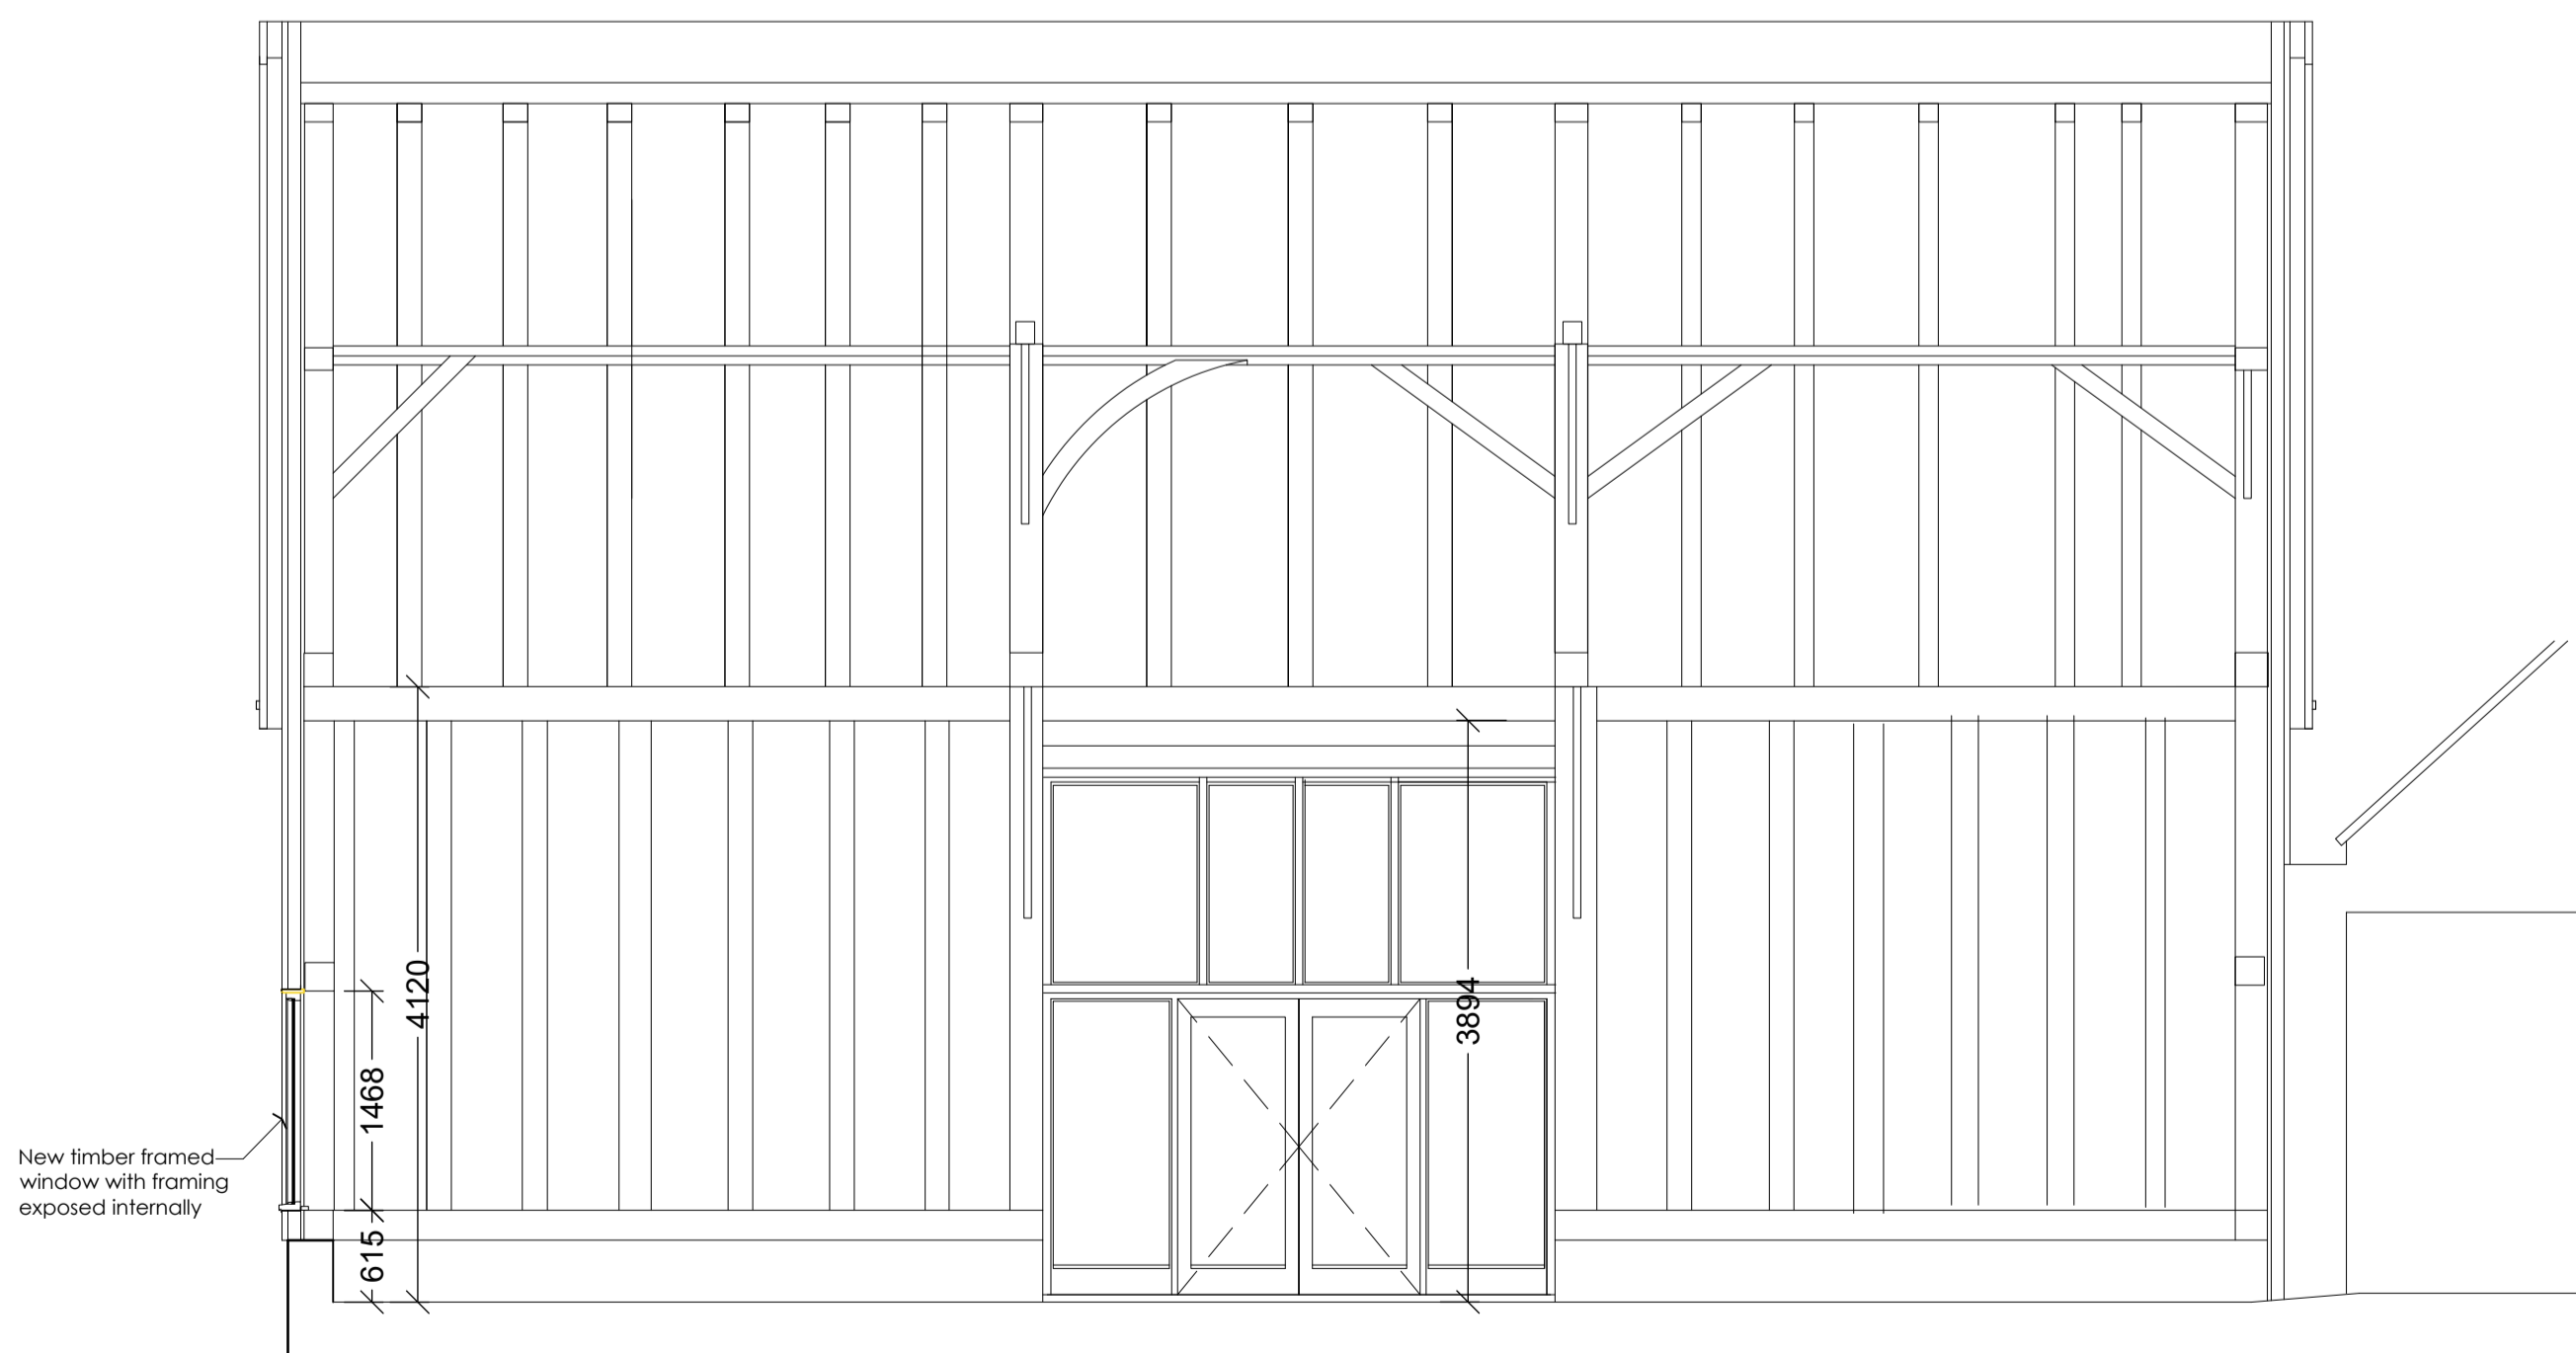 4120
3894
1468
New timber framed
window with framing
exposed internally
615